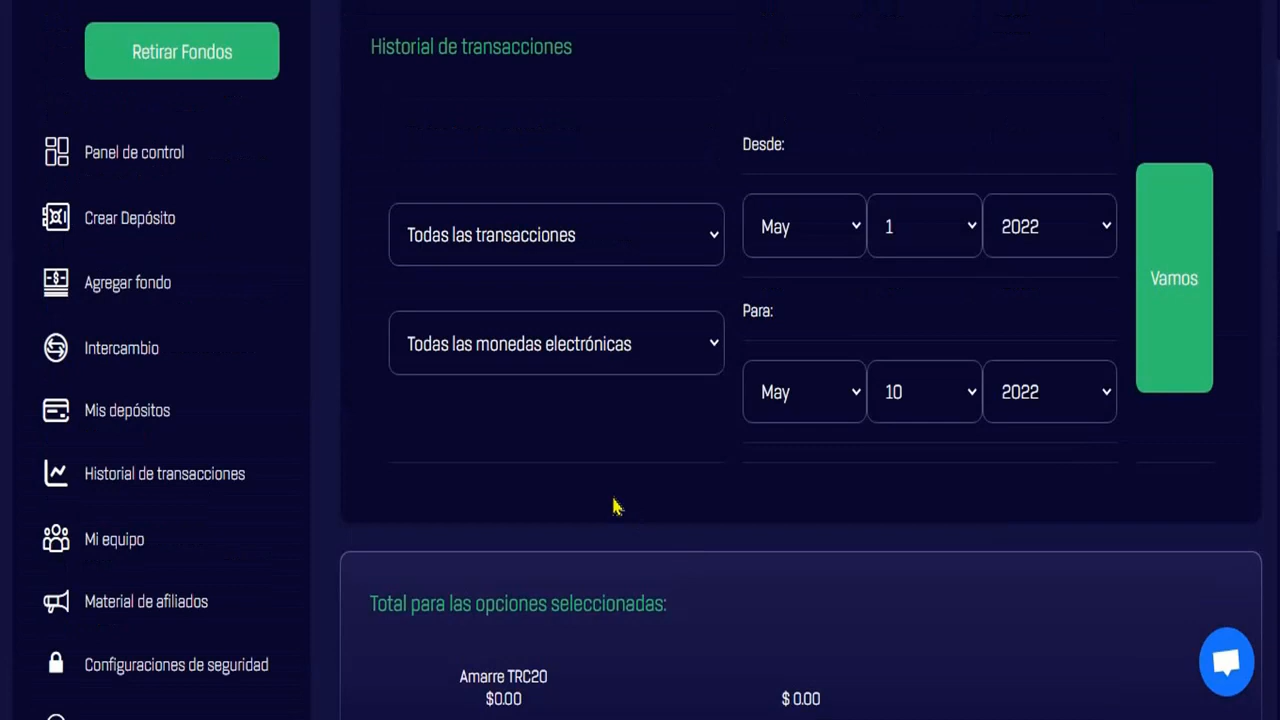 Retirar Fondos
Panel de control
Crear Depósito
Agregar fondo
Intercambio
Mis depósitos
Historial de transacciones
Mi equipo
Material de afiliados
Configuraciones de seguridad
Historial de transacciones
Todas las transacciones
Todas las monedas electrónicas
Desde:
May 1 2022
Para:
May 10 2022
Vamos
Total para las opciones seleccionadas:
Amarre TRC20
$0.00 $ 0.00